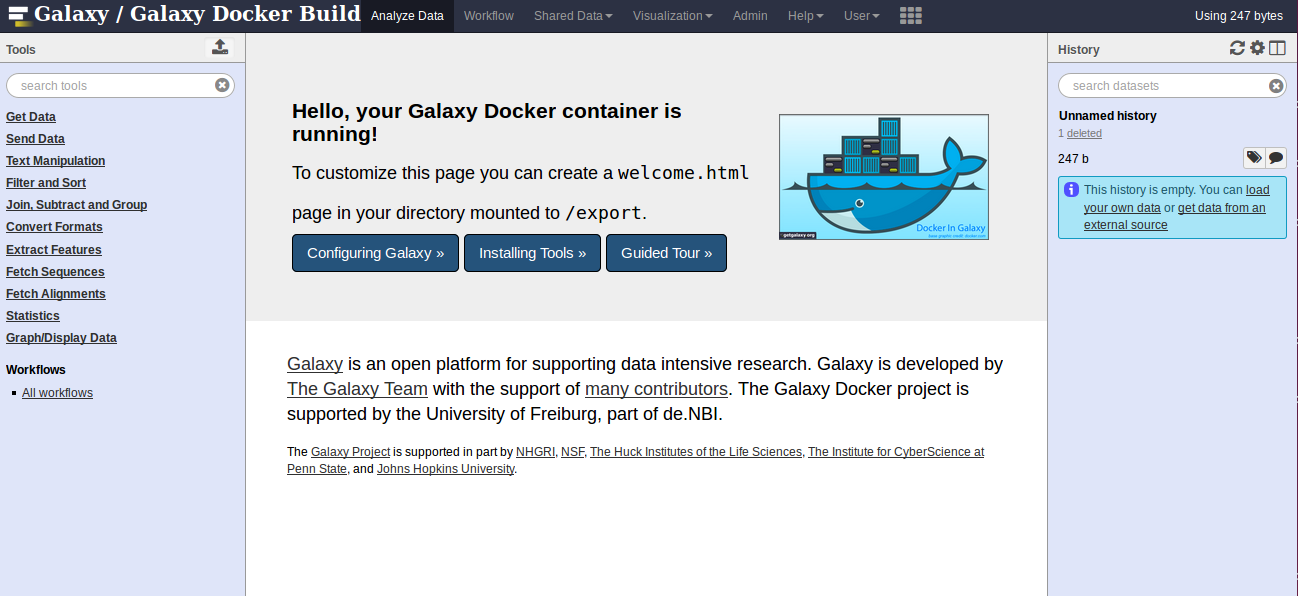 Galaxy / Galaxy Docker Build
Analyze Data
Workflow
Shared Data
Visualization
Admin
Help
User
Using 247 bytes
Tools
search tools
Get Data
Send Data
Text Manipulation
Filter and Sort
Join, Subtract and Group
Convert Formats
Extract Features
Fetch Sequences
Fetch Alignments
Statistics
Graph/Display Data
Workflows
All workflows
Hello, your Galaxy Docker container is
running!
To customize this page you can create a welcome.html
page in your directory mounted to /export.
Configuring Galaxy »
Installing Tools »
Guided Tour »
Docker In Galaxy
getgalaxy.org
Galaxy is an open platform for supporting data intensive research. Galaxy is developed by
The Galaxy Team with the support of many contributors. The Galaxy Docker project is
supported by the University of Freiburg, part of de.NBI.
The Galaxy Project is supported in part by NHGRI, NSF, The Huck Institutes of the Life Sciences, The Institute for CyberScience at
Penn State, and Johns Hopkins University.
History
search datasets
Unnamed history
1 deleted
247 b
This history is empty. You can load
your own data or get data from an
external source